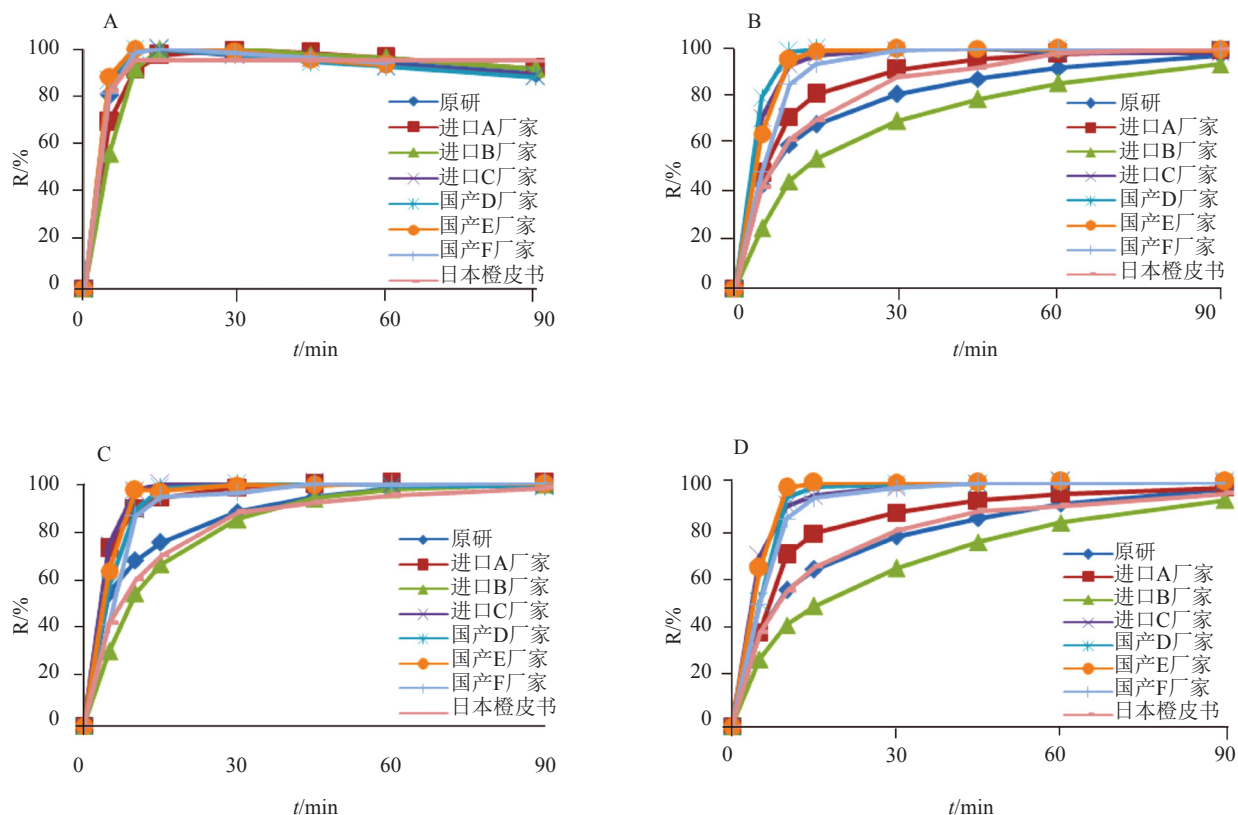 A
100
80
60
40
20
0
R/%
原研
进口A厂家
进口B厂家
进口C厂家
国产D厂家
国产E厂家
国产F厂家
日本橙皮书
0
30
60
90
t/min
B
100
80
60
40
20
0
R/%
原研
进口A厂家
进口B厂家
进口C厂家
国产D厂家
国产E厂家
国产F厂家
日本橙皮书
0
30
60
90
t/min
C
100
80
60
40
20
0
R/%
原研
进口A厂家
进口B厂家
进口C厂家
国产D厂家
国产E厂家
国产F厂家
日本橙皮书
0
30
60
90
t/min
D
100
80
60
40
20
0
R/%
原研
进口A厂家
进口B厂家
进口C厂家
国产D厂家
国产E厂家
国产F厂家
日本橙皮书
0
30
60
90
t/min